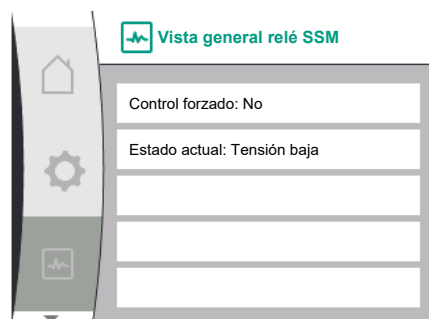 Vista general relé SSM
Control forzado: No
Estado actual: Tensión baja